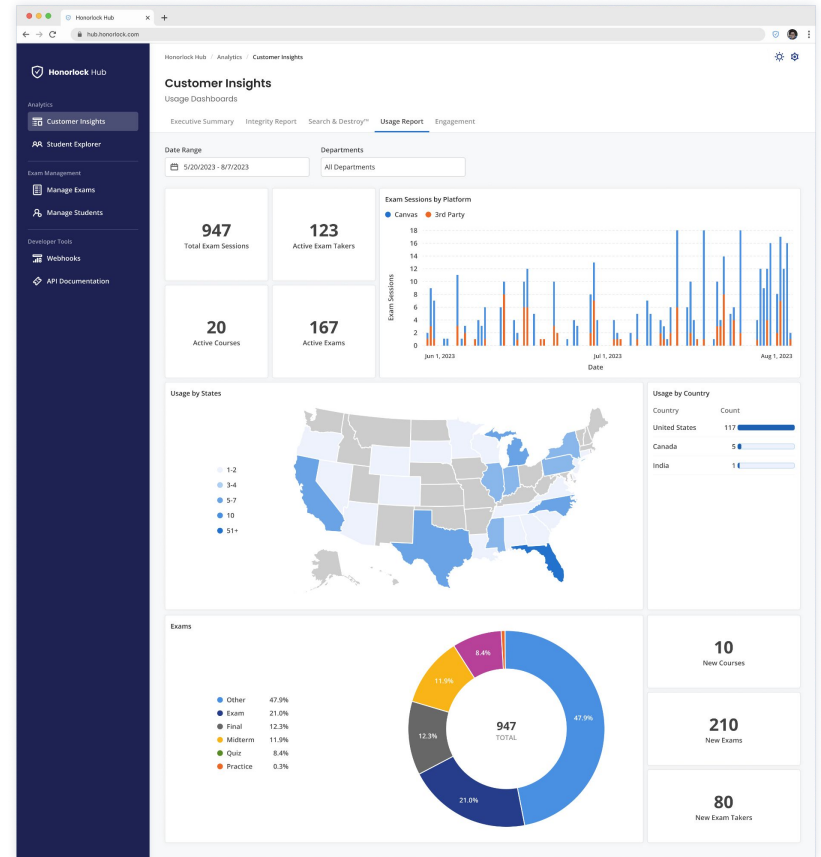 Honorlock Hub
hub.honorlock.com
Honorlock Hub
Analytics
Customer Insights
Student Explorer
Exam Management
Manage Exams
Manage Students
Developer Tools
Webhooks
API Documentation
Honorlock Hub / Analytics / Customer Insights
Customer Insights
Usage Dashboards
Executive Summary Integrity Report Search & Destroy™ Usage Report Engagement
Date Range Departments
5/20/2023 - 8/7/2023 All Departments
947
Total Exam Sessions
123
Active Exam Takers
20
Active Courses
167
Active Exams
Exam Sessions by Platform
Canvas 3rd Party
Exam Sessions
18
16
14
12
10
8
6
4
2
0
Jun 1, 2023 Jul 1, 2023 Aug 1, 2023
Date
Usage by States
1-2
3-4
5-7
10
51+
Usage by Country
Country Count
United States 117
Canada 5
India 1
Exams
Other 47.9%
Exam 21.0%
Final 12.3%
Midterm 11.9%
Quiz 8.4%
Practice 0.3%
8.4%
11.9%
12.3%
21.0%
47.9%
947
TOTAL
10
New Courses
210
New Exams
80
New Exam Takers